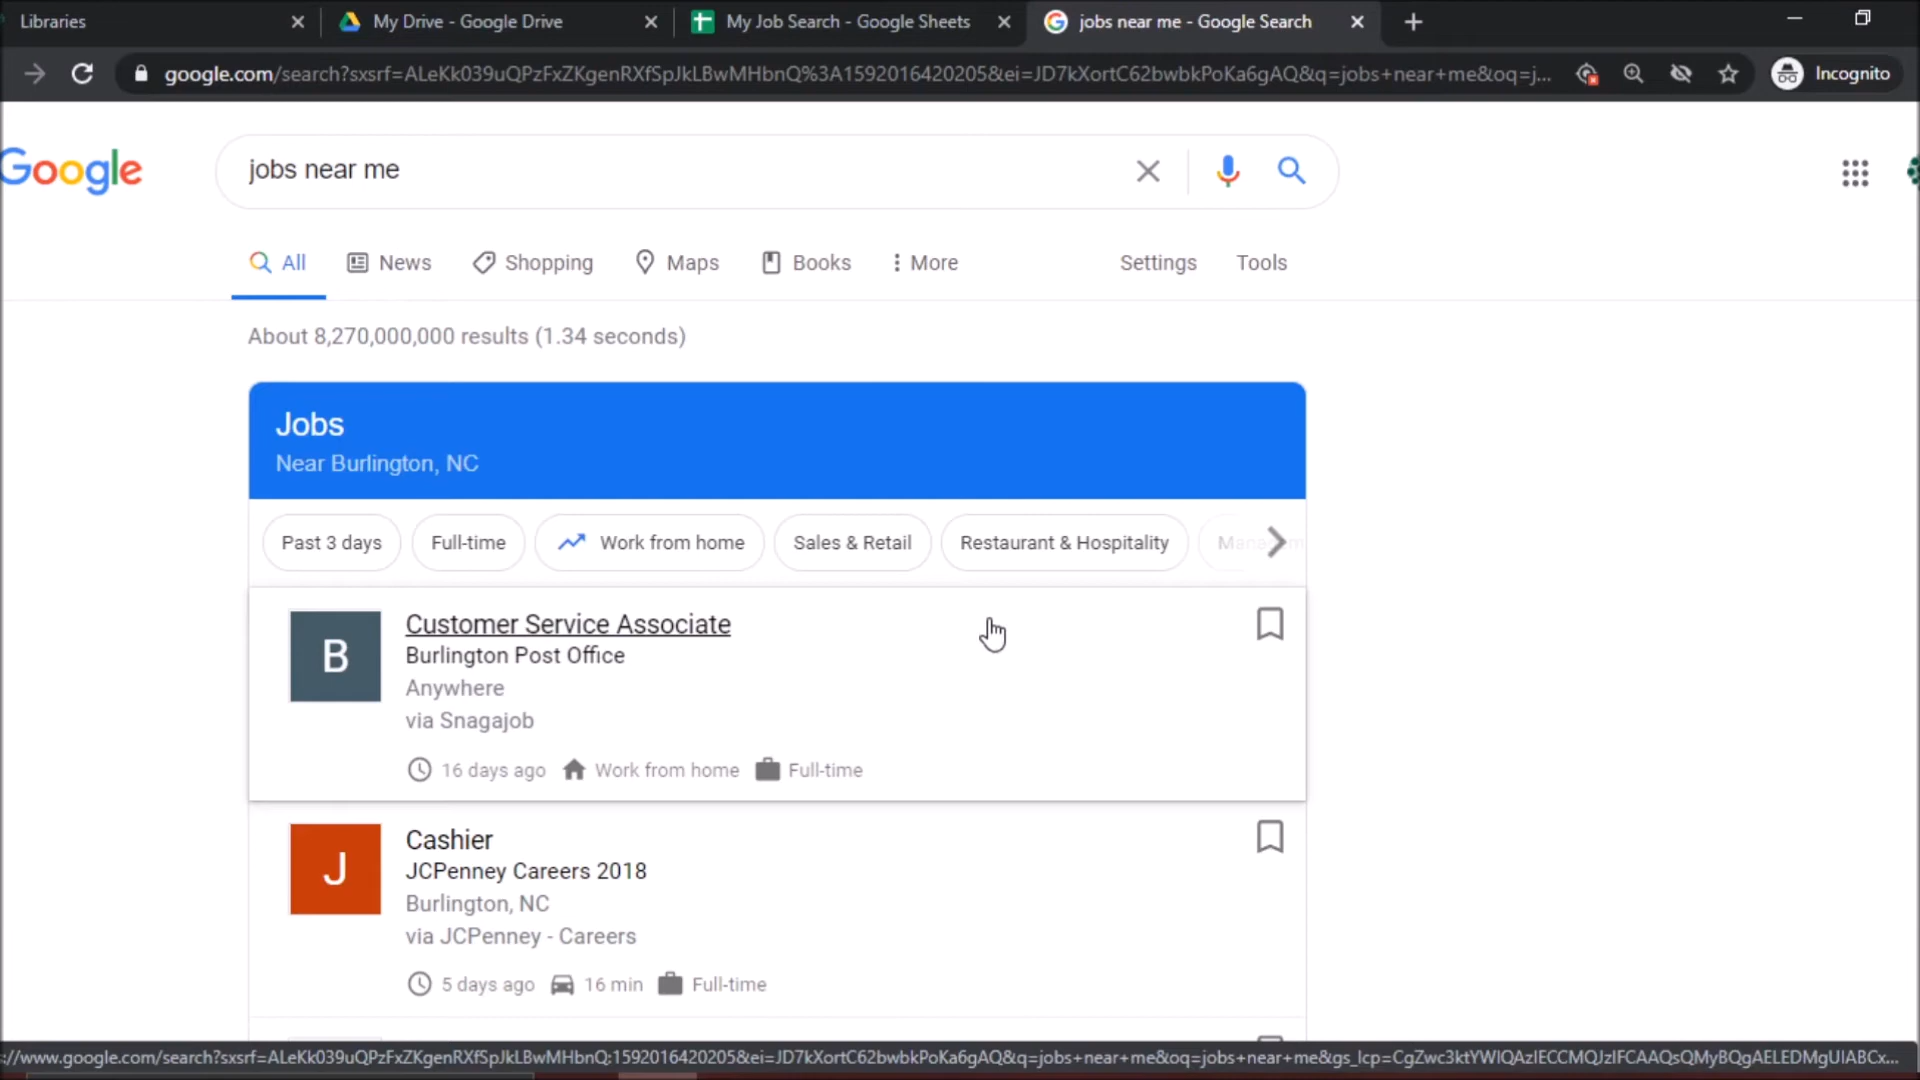 Libraries
My Drive - Google Drive
My Job Search - Google Sheets
jobs near me - Google Search
google.com/search?sxsrf=ALeKk039uQPzFxZKgenRXfSpJkLBwMHbnQ%3A1592016420205&ei=JD7kXortC62bwbkPoKa6gAQ&q=jobs+near+me&oq=j...
Incognito
Google
jobs near me
All News Shopping Maps Books More Settings Tools
About 8,270,000,000 results (1.34 seconds)
Jobs
Near Burlington, NC
Past 3 days Full-time Work from home Sales & Retail Restaurant & Hospitality
B
Customer Service Associate
Burlington Post Office
Anywhere
via Snagajob
16 days ago Work from home Full-time
J
Cashier
JCPenney Careers 2018
Burlington, NC
via JCPenney - Careers
5 days ago 16 min Full-time
://www.google.com/search?sxsrf=ALeKk039uQPzFxZKgenRXfSpJkLBwMHbnQ:1592016420205&ei=JD7kXortC62bwbkPoKa6gAQ&q=jobs+near+me&oq=jobs+near+me&gs_lcp=CgZwc3ktYWIQAzIECCMQJzIFCAAQsQMyBQgAELEDMgUIABCx...